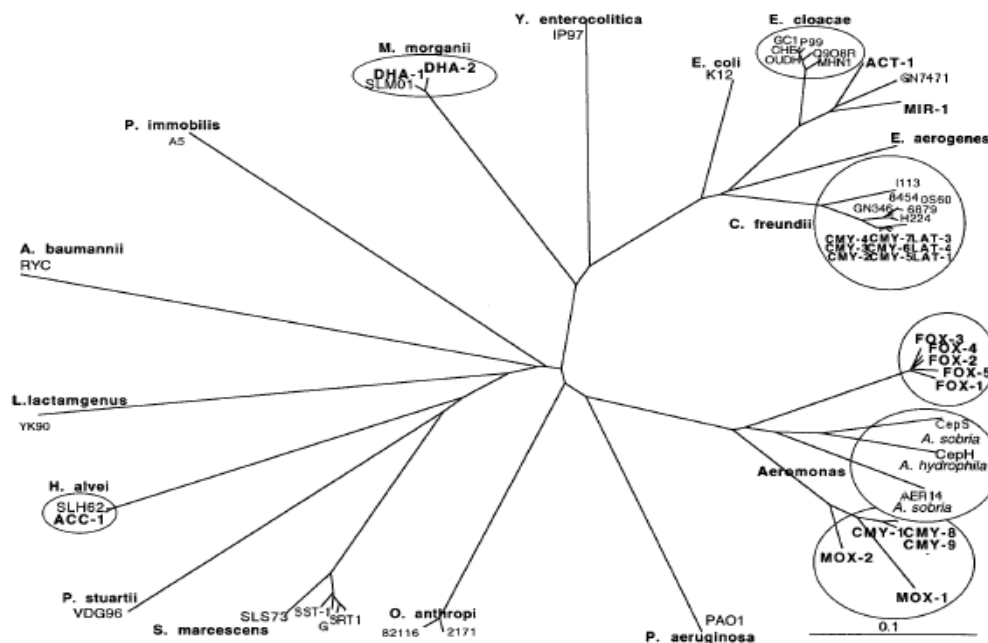 Y. enterocolitica
IP97
E. cloacae
GC1 P99
CHE Q908R
OUDH MHN1
M. morganii
DHA-1 DHA-2
SLM01
E. coli
K12
ACT-1
GN7471
MIR-1
P. immobilis
A5
E. aerogenes
I113
8454 OS60
GN346 6879
H224
C. freundii
CMY-4 CMY-7 LAT-3
CMY-3 CMY-6 LAT-4
CMY-2 CMY-5 LAT-1
A. baumannii
RYC
FOX-3
FOX-4
FOX-2
FOX-5
FOX-1
L.lactamgenus
YK90
CepS
A. sobria
CepH
Aeromonas
A. hydrophila
AER14
A. sobria
H. alvei
SLH62
ACC-1
CMY-1 CMY-8
CMY-9
MOX-2
MOX-1
P. stuartii
VDG96
SLS73 SST-1
G SRT1
S. marcescens
O. anthropi
82116 2171
PAO1
P. aeruginosa
0.1